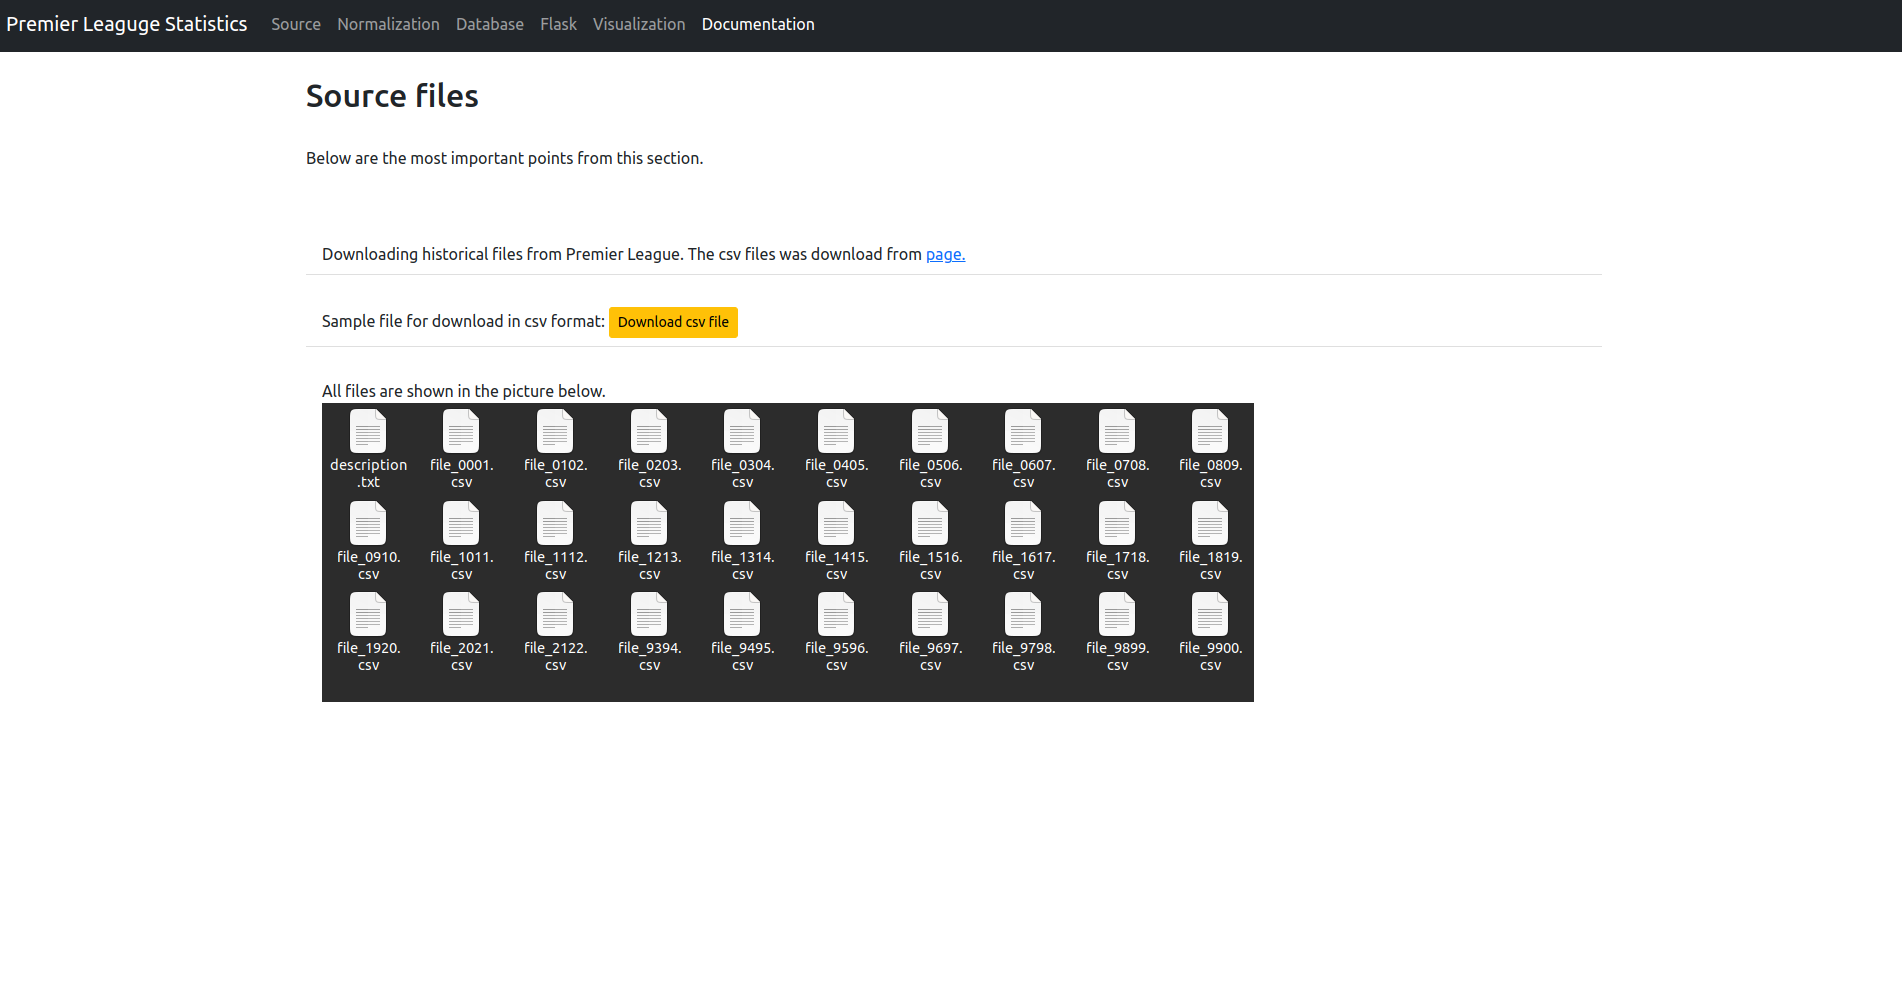 Premier Leaguge Statistics Source Normalization Database Flask Visualization Documentation
Source files
Below are the most important points from this section.
Downloading historical files from Premier League. The csv files was download from page.
Sample file for download in csv format: Download csv file
All files are shown in the picture below.
description file_0001. file_0102. file_0203. file_0304. file_0405. file_0506. file_0607. file_0708. file_0809.
.txt csv csv csv csv csv csv csv csv csv
file_0910. file_1011. file_1112. file_1213. file_1314. file_1415. file_1516. file_1617. file_1718. file_1819.
csv csv csv csv csv csv csv csv csv csv
file_1920. file_2021. file_2122. file_9394. file_9495. file_9596. file_9697. file_9798. file_9899. file_9900.
csv csv csv csv csv csv csv csv csv csv